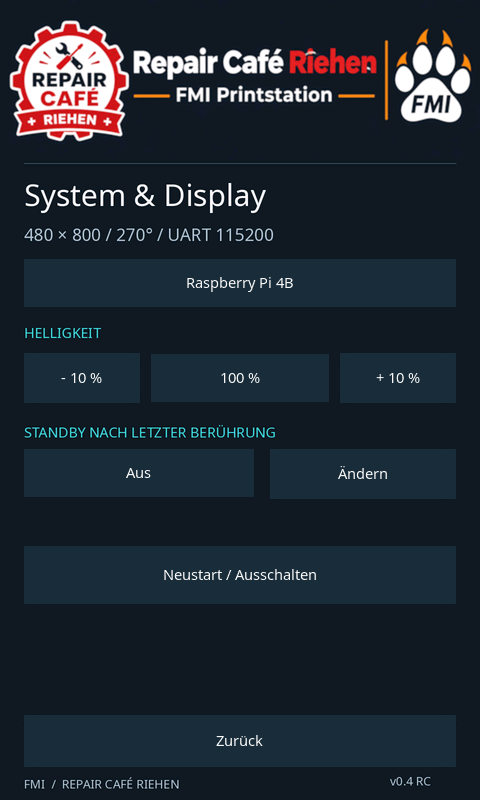 REPAIR
CAFÉ
+ RIEHEN +
Repair Café Riehen
FMI Printstation
FMI
System & Display
480 × 800 / 270° / UART 115200
Raspberry Pi 4B
HELLIGKEIT
- 10 %
100 %
+ 10 %
STANDBY NACH LETZTER BERÜHRUNG
Aus
Ändern
Neustart / Ausschalten
Zurück
FMI / REPAIR CAFÉ RIEHEN
v0.4 RC